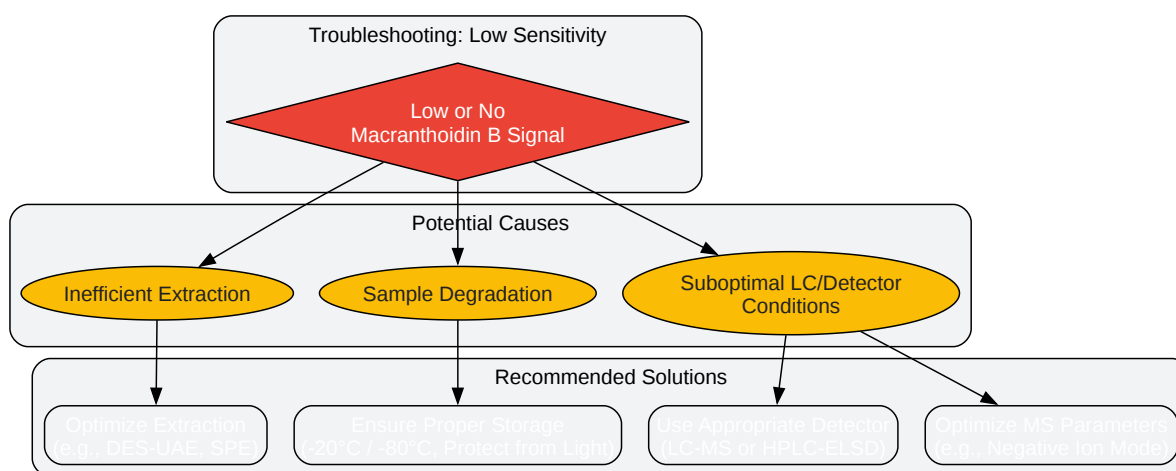 Troubleshooting: Low Sensitivity
Low or No
Macranthoidin B Signal
Potential Causes
Inefficient Extraction
Sample Degradation
Suboptimal LC/Detector
Conditions
Recommended Solutions
Optimize Extraction
(e.g., DES-UAE, SPE)
Ensure Proper Storage
(-20°C / -80°C, Protect from Light)
Use Appropriate Detector
(LC-MS or HPLC-ELSD)
Optimize MS Parameters
(e.g., Negative Ion Mode)